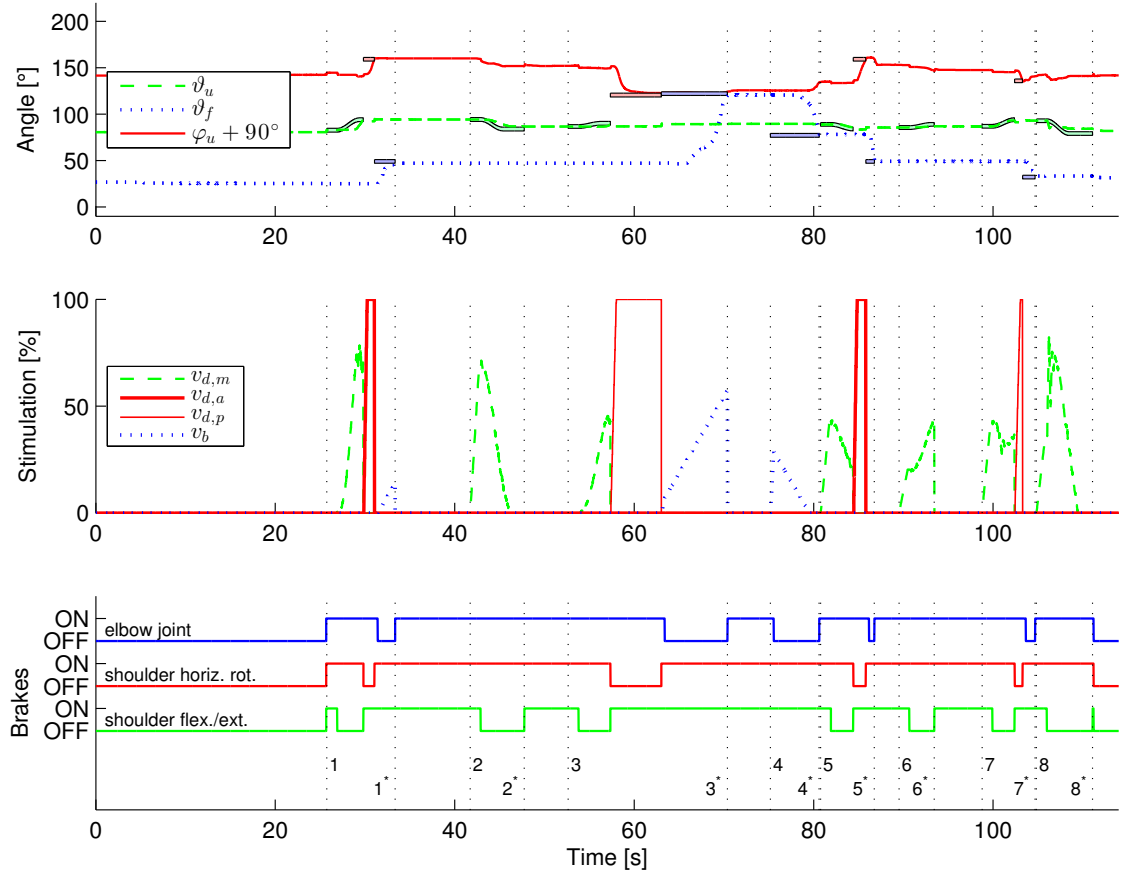 200
150
100
50
0
Angle [°]
ϑ_u
ϑ_f
φ_u + 90°
0 20 40 60 80 100
100
50
0
Stimulation [%]
v_{d,m}
v_{d,a}
v_{d,p}
v_b
0 20 40 60 80 100
ON
OFF
elbow joint
ON
OFF
shoulder horiz. rot.
ON
OFF
shoulder flex./ext.
Brakes
1 2 3 4 5 6 7 8
1* 2* 3* 4* 5* 6* 7* 8*
0 20 40 60 80 100
Time [s]